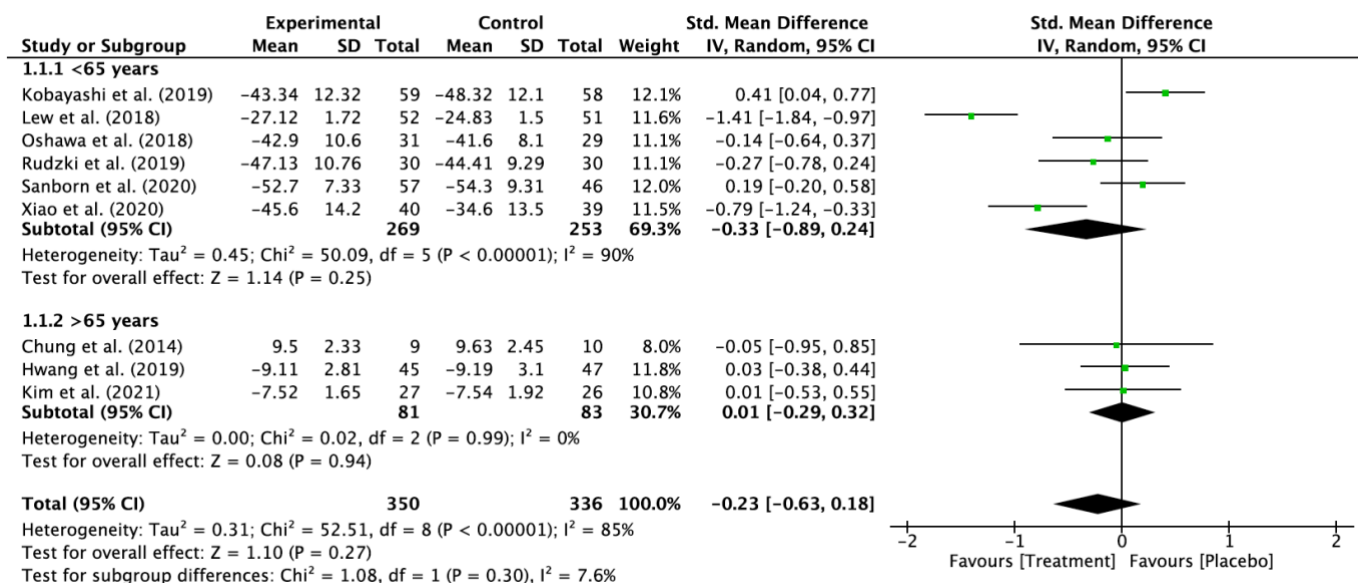 Experimental Control Std. Mean Difference Std. Mean Difference
Study or Subgroup Mean SD Total Mean SD Total Weight IV, Random, 95% CI IV, Random, 95% CI
1.1.1 <65 years
Kobayashi et al. (2019) −43.34 12.32 59 −48.32 12.1 58 12.1% 0.41 [0.04, 0.77]
Lew et al. (2018) −27.12 1.72 52 −24.83 1.5 51 11.6% −1.41 [−1.84, −0.97]
Oshawa et al. (2018) −42.9 10.6 31 −41.6 8.1 29 11.1% −0.14 [−0.64, 0.37]
Rudzki et al. (2019) −47.13 10.76 30 −44.41 9.29 30 11.1% −0.27 [−0.78, 0.24]
Sanborn et al. (2020) −52.7 7.33 57 −54.3 9.31 46 12.0% 0.19 [−0.20, 0.58]
Xiao et al. (2020) −45.6 14.2 40 −34.6 13.5 39 11.5% −0.79 [−1.24, −0.33]
Subtotal (95% CI) 269 253 69.3% −0.33 [−0.89, 0.24]
Heterogeneity: Tau² = 0.45; Chi² = 50.09, df = 5 (P < 0.00001); I² = 90%
Test for overall effect: Z = 1.14 (P = 0.25)
1.1.2 >65 years
Chung et al. (2014) 9.5 2.33 9 9.63 2.45 10 8.0% −0.05 [−0.95, 0.85]
Hwang et al. (2019) −9.11 2.81 45 −9.19 3.1 47 11.8% 0.03 [−0.38, 0.44]
Kim et al. (2021) −7.52 1.65 27 −7.54 1.92 26 10.8% 0.01 [−0.53, 0.55]
Subtotal (95% CI) 81 83 30.7% 0.01 [−0.29, 0.32]
Heterogeneity: Tau² = 0.00; Chi² = 0.02, df = 2 (P = 0.99); I² = 0%
Test for overall effect: Z = 0.08 (P = 0.94)
Total (95% CI) 350 336 100.0% −0.23 [−0.63, 0.18]
Heterogeneity: Tau² = 0.31; Chi² = 52.51, df = 8 (P < 0.00001); I² = 85%
Test for overall effect: Z = 1.10 (P = 0.27)
Test for subgroup differences: Chi² = 1.08, df = 1 (P = 0.30), I² = 7.6%
−2 −1 0 1 2
Favours [Treatment] Favours [Placebo]